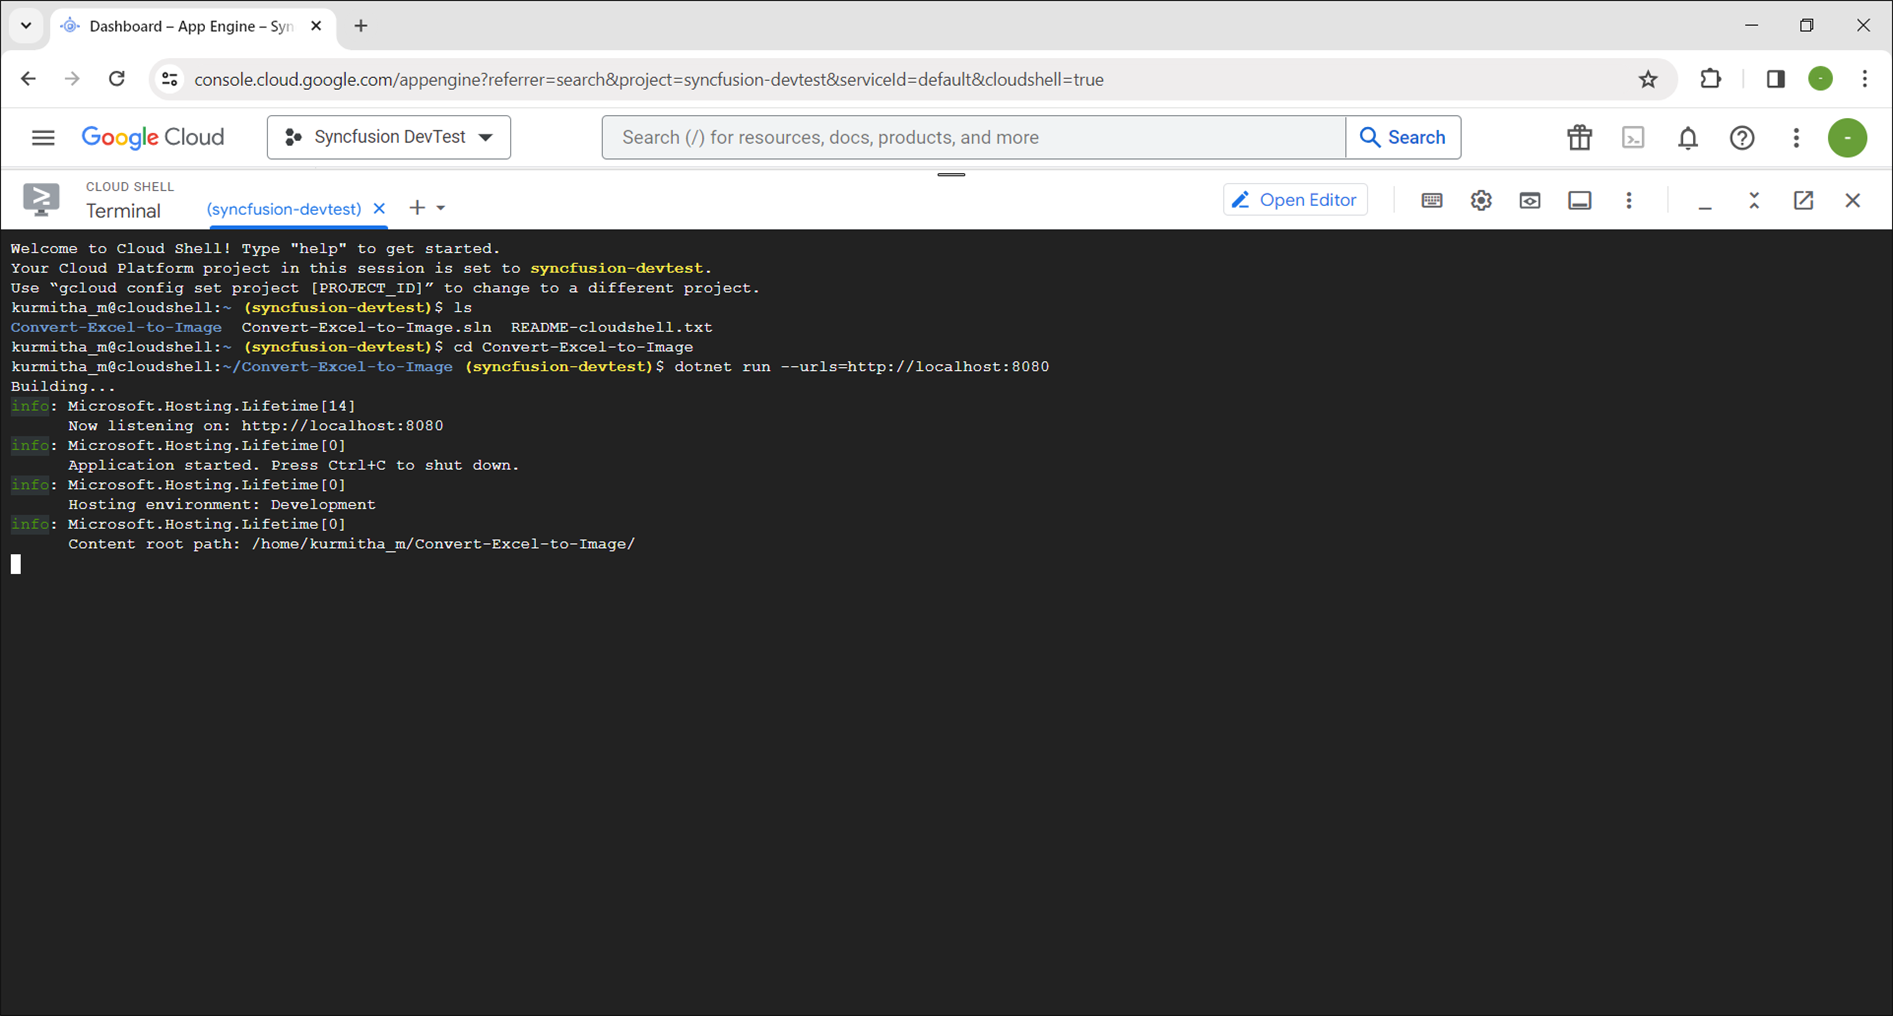 Dashboard – App Engine – Syn
console.cloud.google.com/appengine?referrer=search&project=syncfusion-devtest&serviceId=default&cloudshell=true
Google Cloud
Syncfusion DevTest
Search (/) for resources, docs, products, and more
Search
CLOUD SHELL
Terminal
(syncfusion-devtest)
Open Editor
Welcome to Cloud Shell! Type "help" to get started.
Your Cloud Platform project in this session is set to syncfusion-devtest.
Use “gcloud config set project [PROJECT_ID]” to change to a different project.
kurmitha_m@cloudshell:~ (syncfusion-devtest)$ ls
Convert-Excel-to-Image  Convert-Excel-to-Image.sln  README-cloudshell.txt
kurmitha_m@cloudshell:~ (syncfusion-devtest)$ cd Convert-Excel-to-Image
kurmitha_m@cloudshell:~/Convert-Excel-to-Image (syncfusion-devtest)$ dotnet run --urls=http://localhost:8080
Building...
info: Microsoft.Hosting.Lifetime[14]
      Now listening on: http://localhost:8080
info: Microsoft.Hosting.Lifetime[0]
      Application started. Press Ctrl+C to shut down.
info: Microsoft.Hosting.Lifetime[0]
      Hosting environment: Development
info: Microsoft.Hosting.Lifetime[0]
      Content root path: /home/kurmitha_m/Convert-Excel-to-Image/